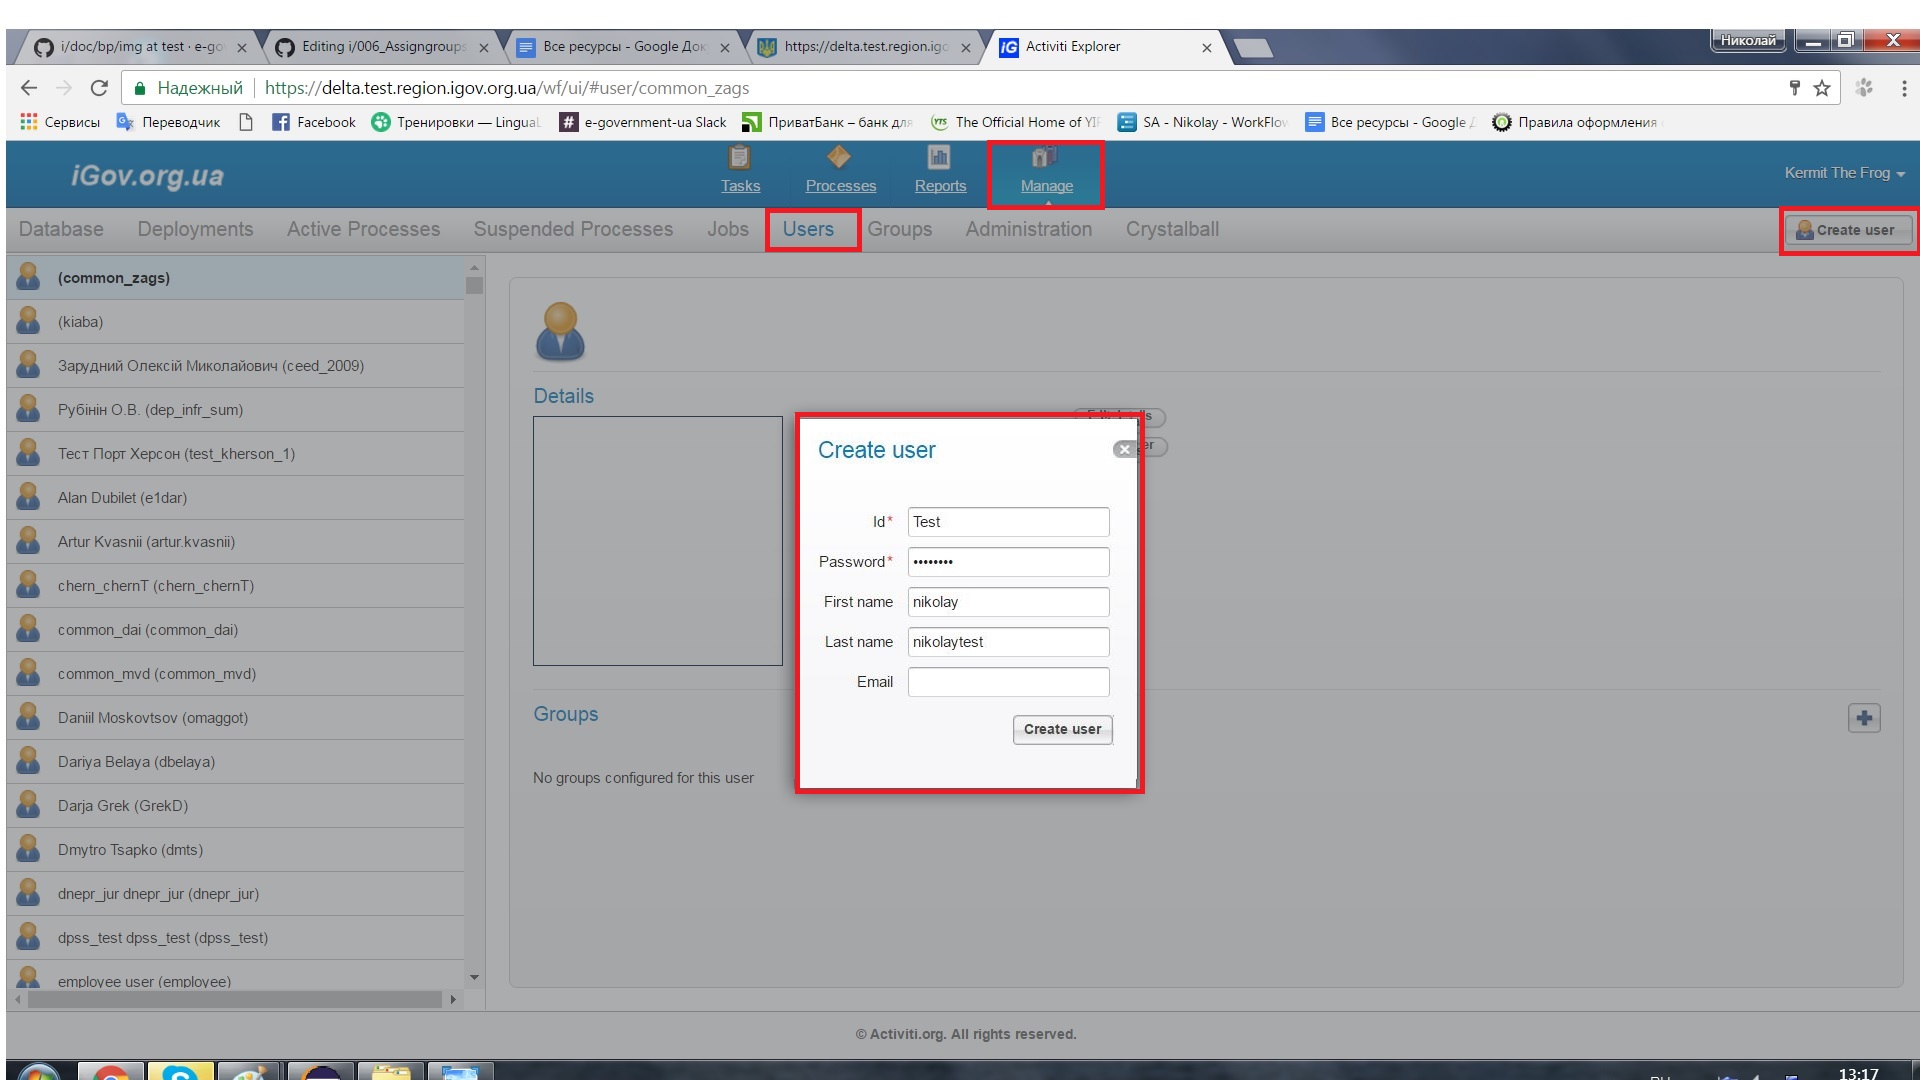 i/doc/bp/img at test · e-go
Editing i/006_Assigngroups
Все ресурсы - Google Док
https://delta.test.region.igo
Activiti Explorer
Николай
Надежный https://delta.test.region.igov.org.ua/wf/ui/#user/common_zags
Сервисы
Переводчик
Facebook
Тренировки — Lingual
e-government-ua Slack
ПриватБанк – банк для
The Official Home of YI
SA - Nikolay - WorkFlow
Все ресурсы - Google
Правила оформления
iGov.org.ua
Tasks
Processes
Reports
Manage
Kermit The Frog
Database
Deployments
Active Processes
Suspended Processes
Jobs
Users
Groups
Administration
Crystalball
Create user
(common_zags)
(kiaba)
Зарудний Олексій Миколайович (ceed_2009)
Рубінін О.В. (dep_infr_sum)
Тест Порт Херсон (test_kherson_1)
Alan Dubilet (e1dar)
Artur Kvasnii (artur.kvasnii)
chern_chernT (chern_chernT)
common_dai (common_dai)
common_mvd (common_mvd)
Daniil Moskovtsov (omaggot)
Dariya Belaya (dbelaya)
Darja Grek (GrekD)
Dmytro Tsapko (dmts)
dnepr_jur dnepr_jur (dnepr_jur)
dpss_test dpss_test (dpss_test)
employee user (employee)
Details
Create user
Id* Test
Password* ••••••••
First name nikolay
Last name nikolaytest
Email
Create user
Groups
No groups configured for this user
© Activiti.org. All rights reserved.
13:17